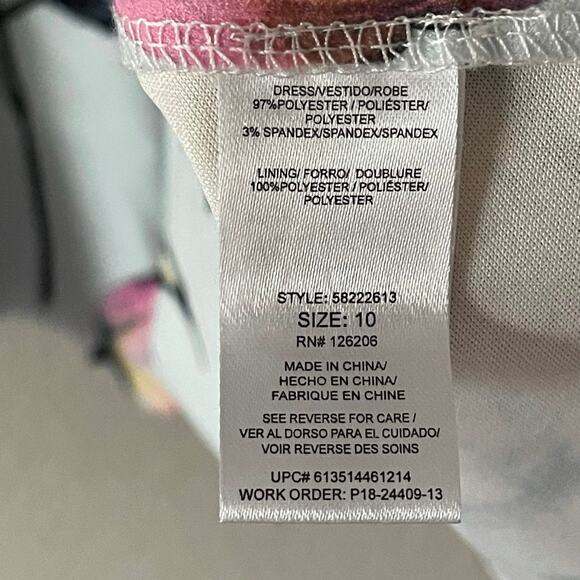 DRESS/VESTIDO/ROBE
97%POLYESTER / POLIÉSTER/
POLYESTER
3% SPANDEX/SPANDEX/SPANDEX
LINING/ FORRO/ DOUBLURE
100%POLYESTER / POLIÉSTER/
POLYESTER
STYLE: 58222613
SIZE: 10
RN# 126206
MADE IN CHINA/
HECHO EN CHINA/
FABRIQUE EN CHINE
SEE REVERSE FOR CARE /
VER AL DORSO PARA EL CUIDADO/
VOIR REVERSE DES SOINS
UPC# 613514461214
WORK ORDER: P18-24409-13